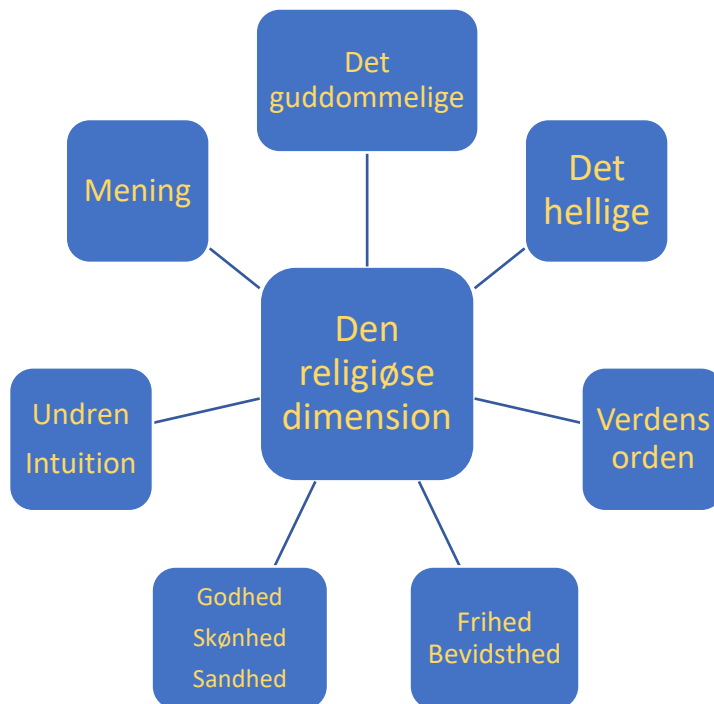 Det
guddommelige
Det
hellige
Mening
Den
religiøse
dimension
Undren
Intuition
Verdens
orden
Godhed
Skønhed
Sandhed
Frihed
Bevidsthed